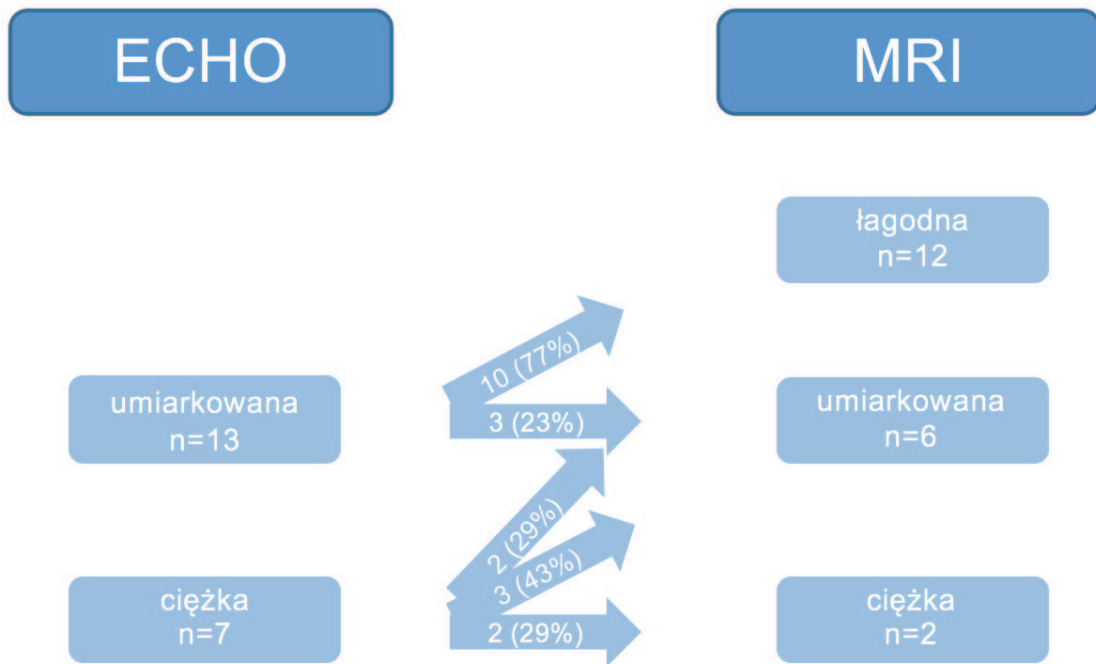 ECHO
MRI
łagodna
n=12
10 (77%)
umiarkowana
n=13
3 (23%)
umiarkowana
n=6
2 (29%)
3 (43%)
ciężka
n=7
2 (29%)
ciężka
n=2